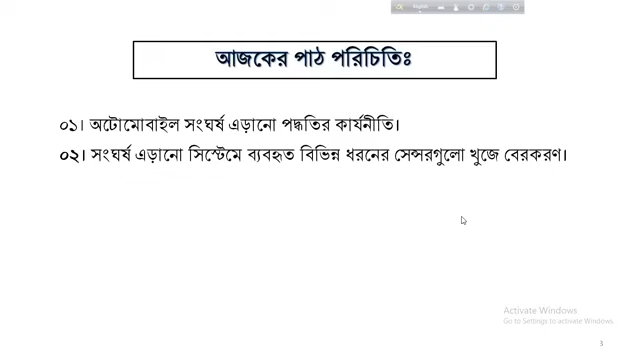 English
আজকের পাঠ পরিচিতিঃ
০১। অটোমোবাইল সংঘর্ষ এড়ানো পদ্ধতির কার্যনীতি।
০২। সংঘর্ষ এড়ানো সিস্টেমে ব্যবহৃত বিভিন্ন ধরনের সেন্সরগুলো খুজে বেরকরণ।
Activate Windows
Go to Settings to activate Windows.
3